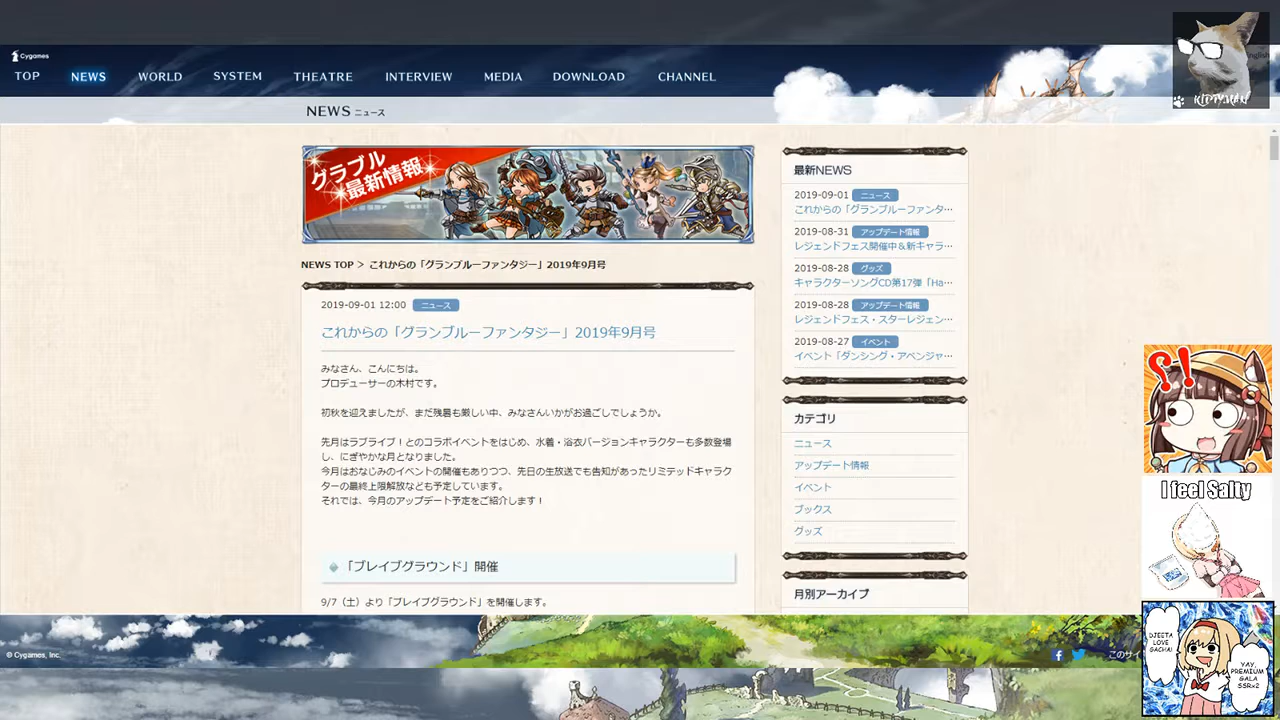 Cygames
TOP NEWS WORLD SYSTEM THEATRE INTERVIEW MEDIA DOWNLOAD CHANNEL
KITTYMAN
NEWS ニュース
グラブル
最新情報
NEWS TOP > これからの「グランブルーファンタジー」2019年9月号
2019-09-01 12:00 ニュース
これからの「グランブルーファンタジー」2019年9月号
みなさん、こんにちは。
プロデューサーの木村です。
初秋を迎えましたが、まだ残暑も厳しい中、みなさんいかがお過ごしでしょうか。
先月はラブライブ！とのコラボイベントをはじめ、水着・浴衣バージョンキャラクターも多数登場
し、にぎやかな月となりました。
今月はおなじみのイベントの開催もありつつ、先日の生放送でも告知があったリミテッドキャラク
ターの最終上限解放なども予定しています。
それでは、今月のアップデート予定をご紹介します！
「ブレイブグラウンド」開催
9/7（土）より「ブレイブグラウンド」を開催します。
最新NEWS
2019-09-01 ニュース
これからの「グランブルーファンタ…
2019-08-31 アップデート情報
レジェンドフェス開催中＆新キャラ…
2019-08-28 グッズ
キャラクターソングCD第17弾「Ha…
2019-08-28 アップデート情報
レジェンドフェス・スターレジェン…
2019-08-27 イベント
イベント「ダンシング・アベンジャ…
カテゴリ
ニュース
アップデート情報
イベント
ブックス
グッズ
月別アーカイブ
!?
I feel Salty
DJEETA
LOVE
GACHA!
YAY,
PREMIUM
GALA
SSRx2
© Cygames, Inc.
このサイ